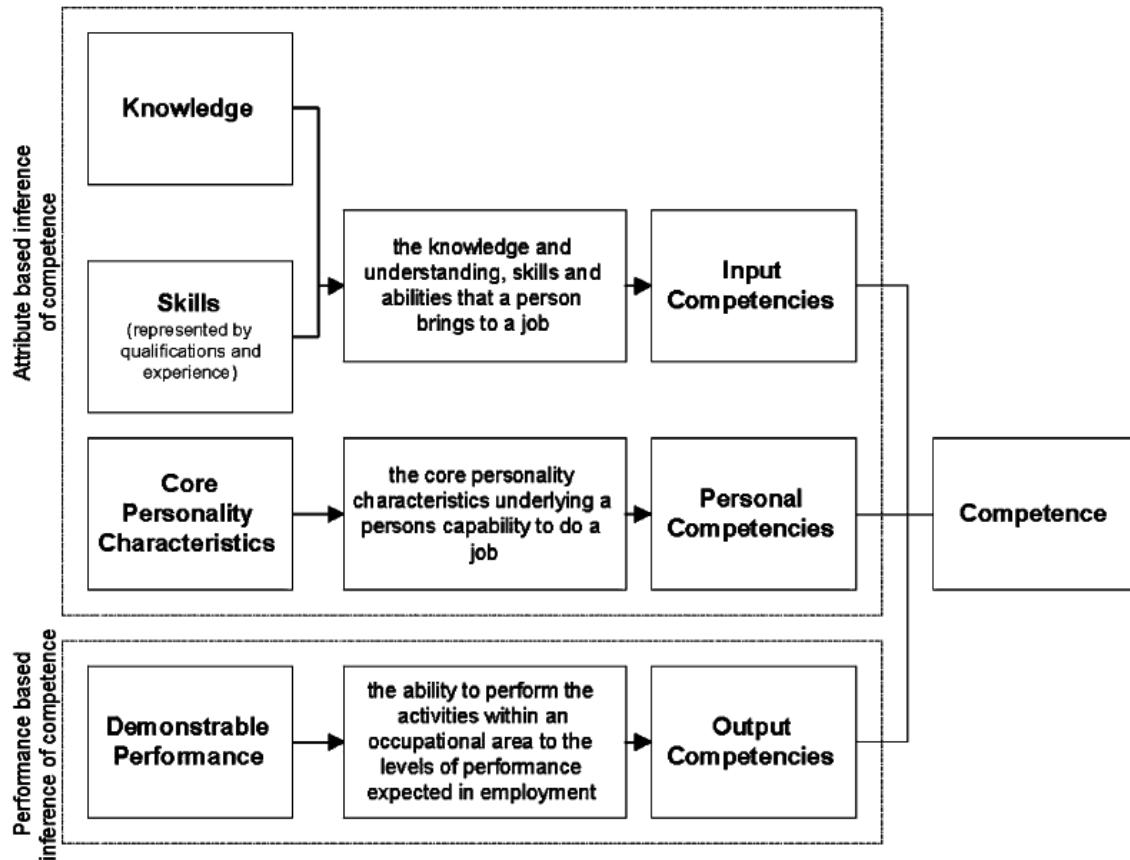 Attribute based inference
of competence
Knowledge
Skills
(represented by
qualifications and
experience)
the knowledge and
understanding, skills and
abilities that a person
brings to a job
Input
Competencies
Core
Personality
Characteristics
the core personality
characteristics underlying a
persons capability to do a
job
Personal
Competencies
Competence
Performance based
inference of competence
Demonstrable
Performance
the ability to perform the
activities within an
occupational area to the
levels of performance
expected in employment
Output
Competencies